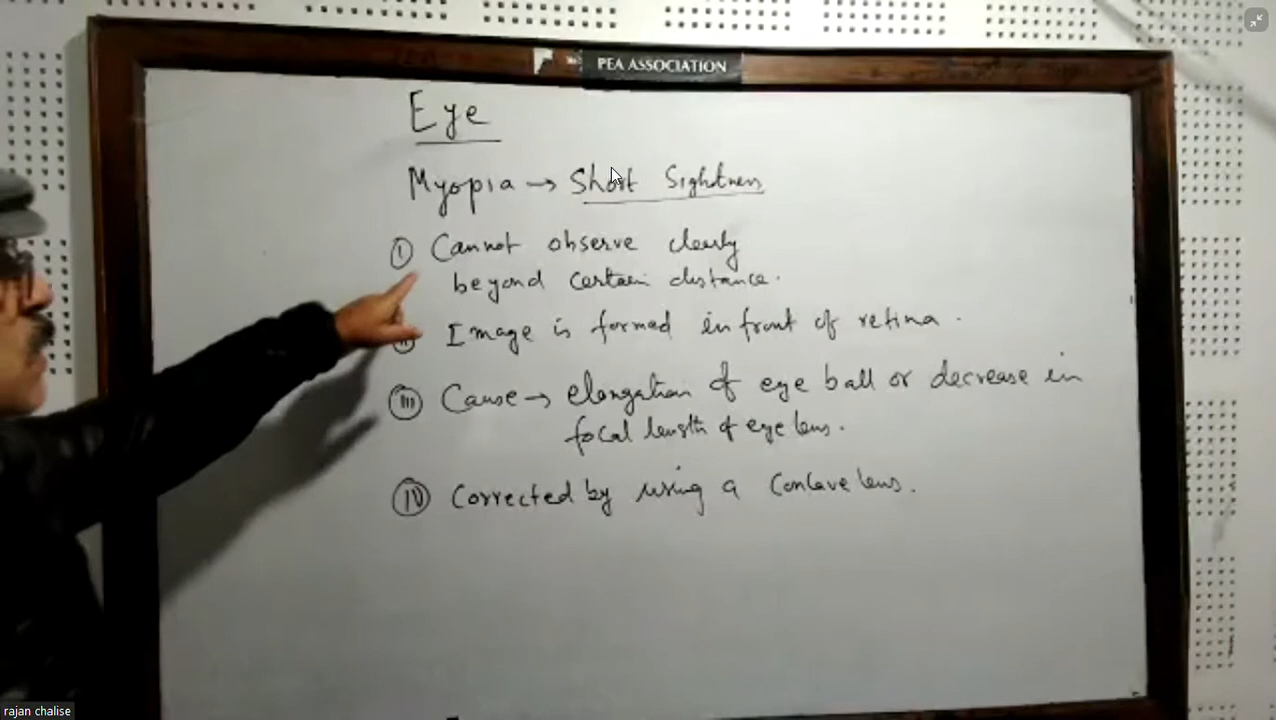 PEA ASSOCIATION
Eye
Myopia → Short Sightness
(i) Cannot observe clearly
beyond certain distance.
(ii) Image is formed in front of retina.
(iii) Cause → elongation of eye ball or decrease in
focal length of eye lens.
(iv) Corrected by using a Concave lens.
rajan chalise